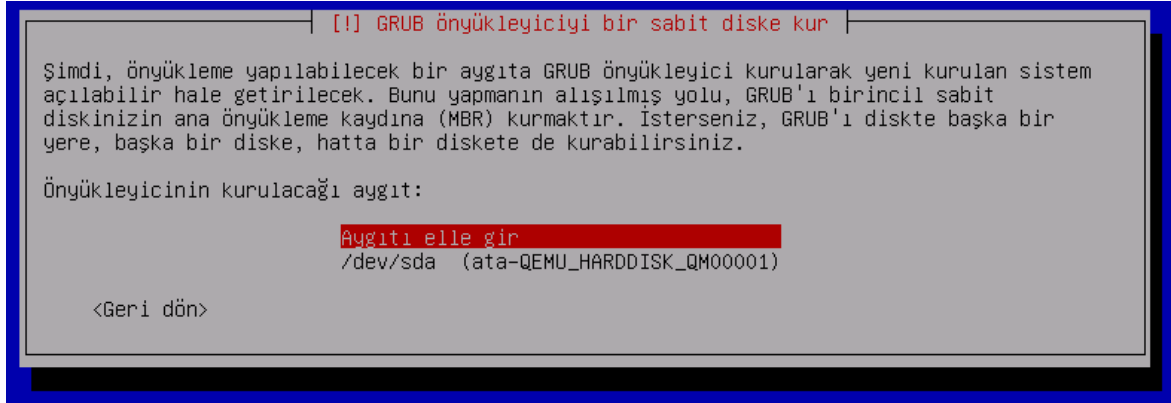 [!] GRUB önyükleyiciyi bir sabit diske kur
Şimdi, önyükleme yapılabilecek bir aygıta GRUB önyükleyici kurularak yeni kurulan sistem
açılabilir hale getirilecek. Bunu yapmanın alışılmış yolu, GRUB'ı birincil sabit
diskinizin ana önyükleme kaydına (MBR) kurmaktır. İsterseniz, GRUB'ı diskte başka bir
yere, başka bir diske, hatta bir diskete de kurabilirsiniz.
Önyükleyicinin kurulacağı aygıt:
Aygıtı elle gir
/dev/sda (ata-QEMU_HARDDISK_QM00001)
<Geri dön>